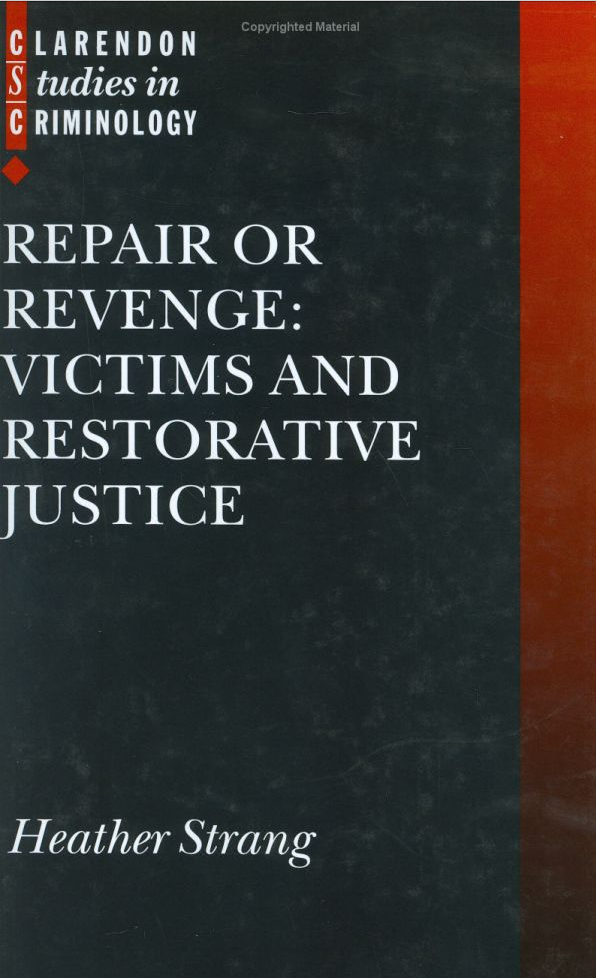 Copyrighted Material
CLARENDON
Studies in
CRIMINOLOGY
REPAIR OR
REVENGE:
VICTIMS AND
RESTORATIVE
JUSTICE
Heather Strang